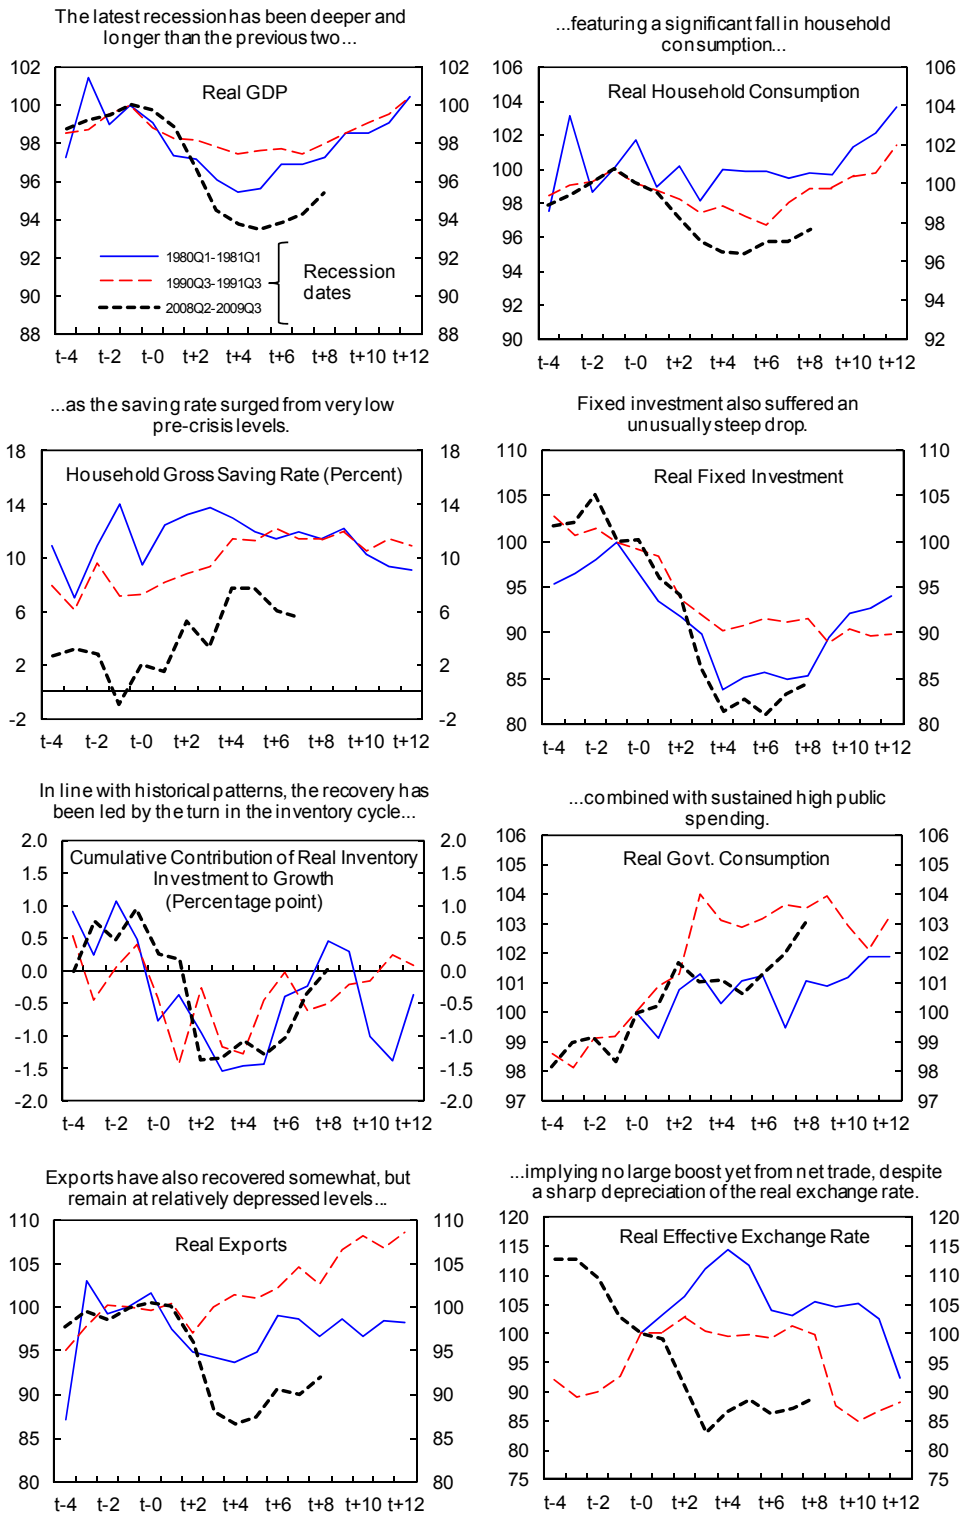 The latest recession has been deeper and
longer than the previous two...
102 102
Real GDP
100 100
98 98
96 96
94 94
92 92
90 90
88 88
1980Q1-1981Q1
1990Q3-1991Q3
2008Q2-2009Q3
Recession
dates
t-4 t-2 t-0 t+2 t+4 t+6 t+8 t+10 t+12
...featuring a significant fall in household
consumption...
106 106
Real Household Consumption
104 104
102 102
100 100
98 98
96 96
94 94
92 92
90
t-4 t-2 t-0 t+2 t+4 t+6 t+8 t+10 t+12
...as the saving rate surged from very low
pre-crisis levels.
18 18
Household Gross Saving Rate (Percent)
14 14
10 10
6 6
2 2
-2 -2
t-4 t-2 t-0 t+2 t+4 t+6 t+8 t+10 t+12
Fixed investment also suffered an
unusually steep drop.
110 110
Real Fixed Investment
105 105
100 100
95 95
90 90
85 85
80 80
t-4 t-2 t-0 t+2 t+4 t+6 t+8 t+10 t+12
In line with historical patterns, the recovery has
been led by the turn in the inventory cycle...
2.0 2.0
Cumulative Contribution of Real Inventory
Investment to Growth
(Percentage point)
1.5 1.5
1.0 1.0
0.5 0.5
0.0 0.0
-0.5 -0.5
-1.0 -1.0
-1.5 -1.5
-2.0 -2.0
t-4 t-2 t-0 t+2 t+4 t+6 t+8 t+10 t+12
...combined with sustained high public
spending.
106 106
Real Govt. Consumption
105 105
104 104
103 103
102 102
101 101
100 100
99 99
98 98
97 97
t-4 t-2 t-0 t+2 t+4 t+6 t+8 t+10 t+12
Exports have also recovered somewhat, but
remain at relatively depressed levels...
110 110
Real Exports
105 105
100 100
95 95
90 90
85 85
80 80
t-4 t-2 t-0 t+2 t+4 t+6 t+8 t+10 t+12
...implying no large boost yet from net trade, despite
a sharp depreciation of the real exchange rate.
120 120
Real Effective Exchange Rate
115 115
110 110
105 105
100 100
95 95
90 90
85 85
80 80
75 75
t-4 t-2 t-0 t+2 t+4 t+6 t+8 t+10 t+12